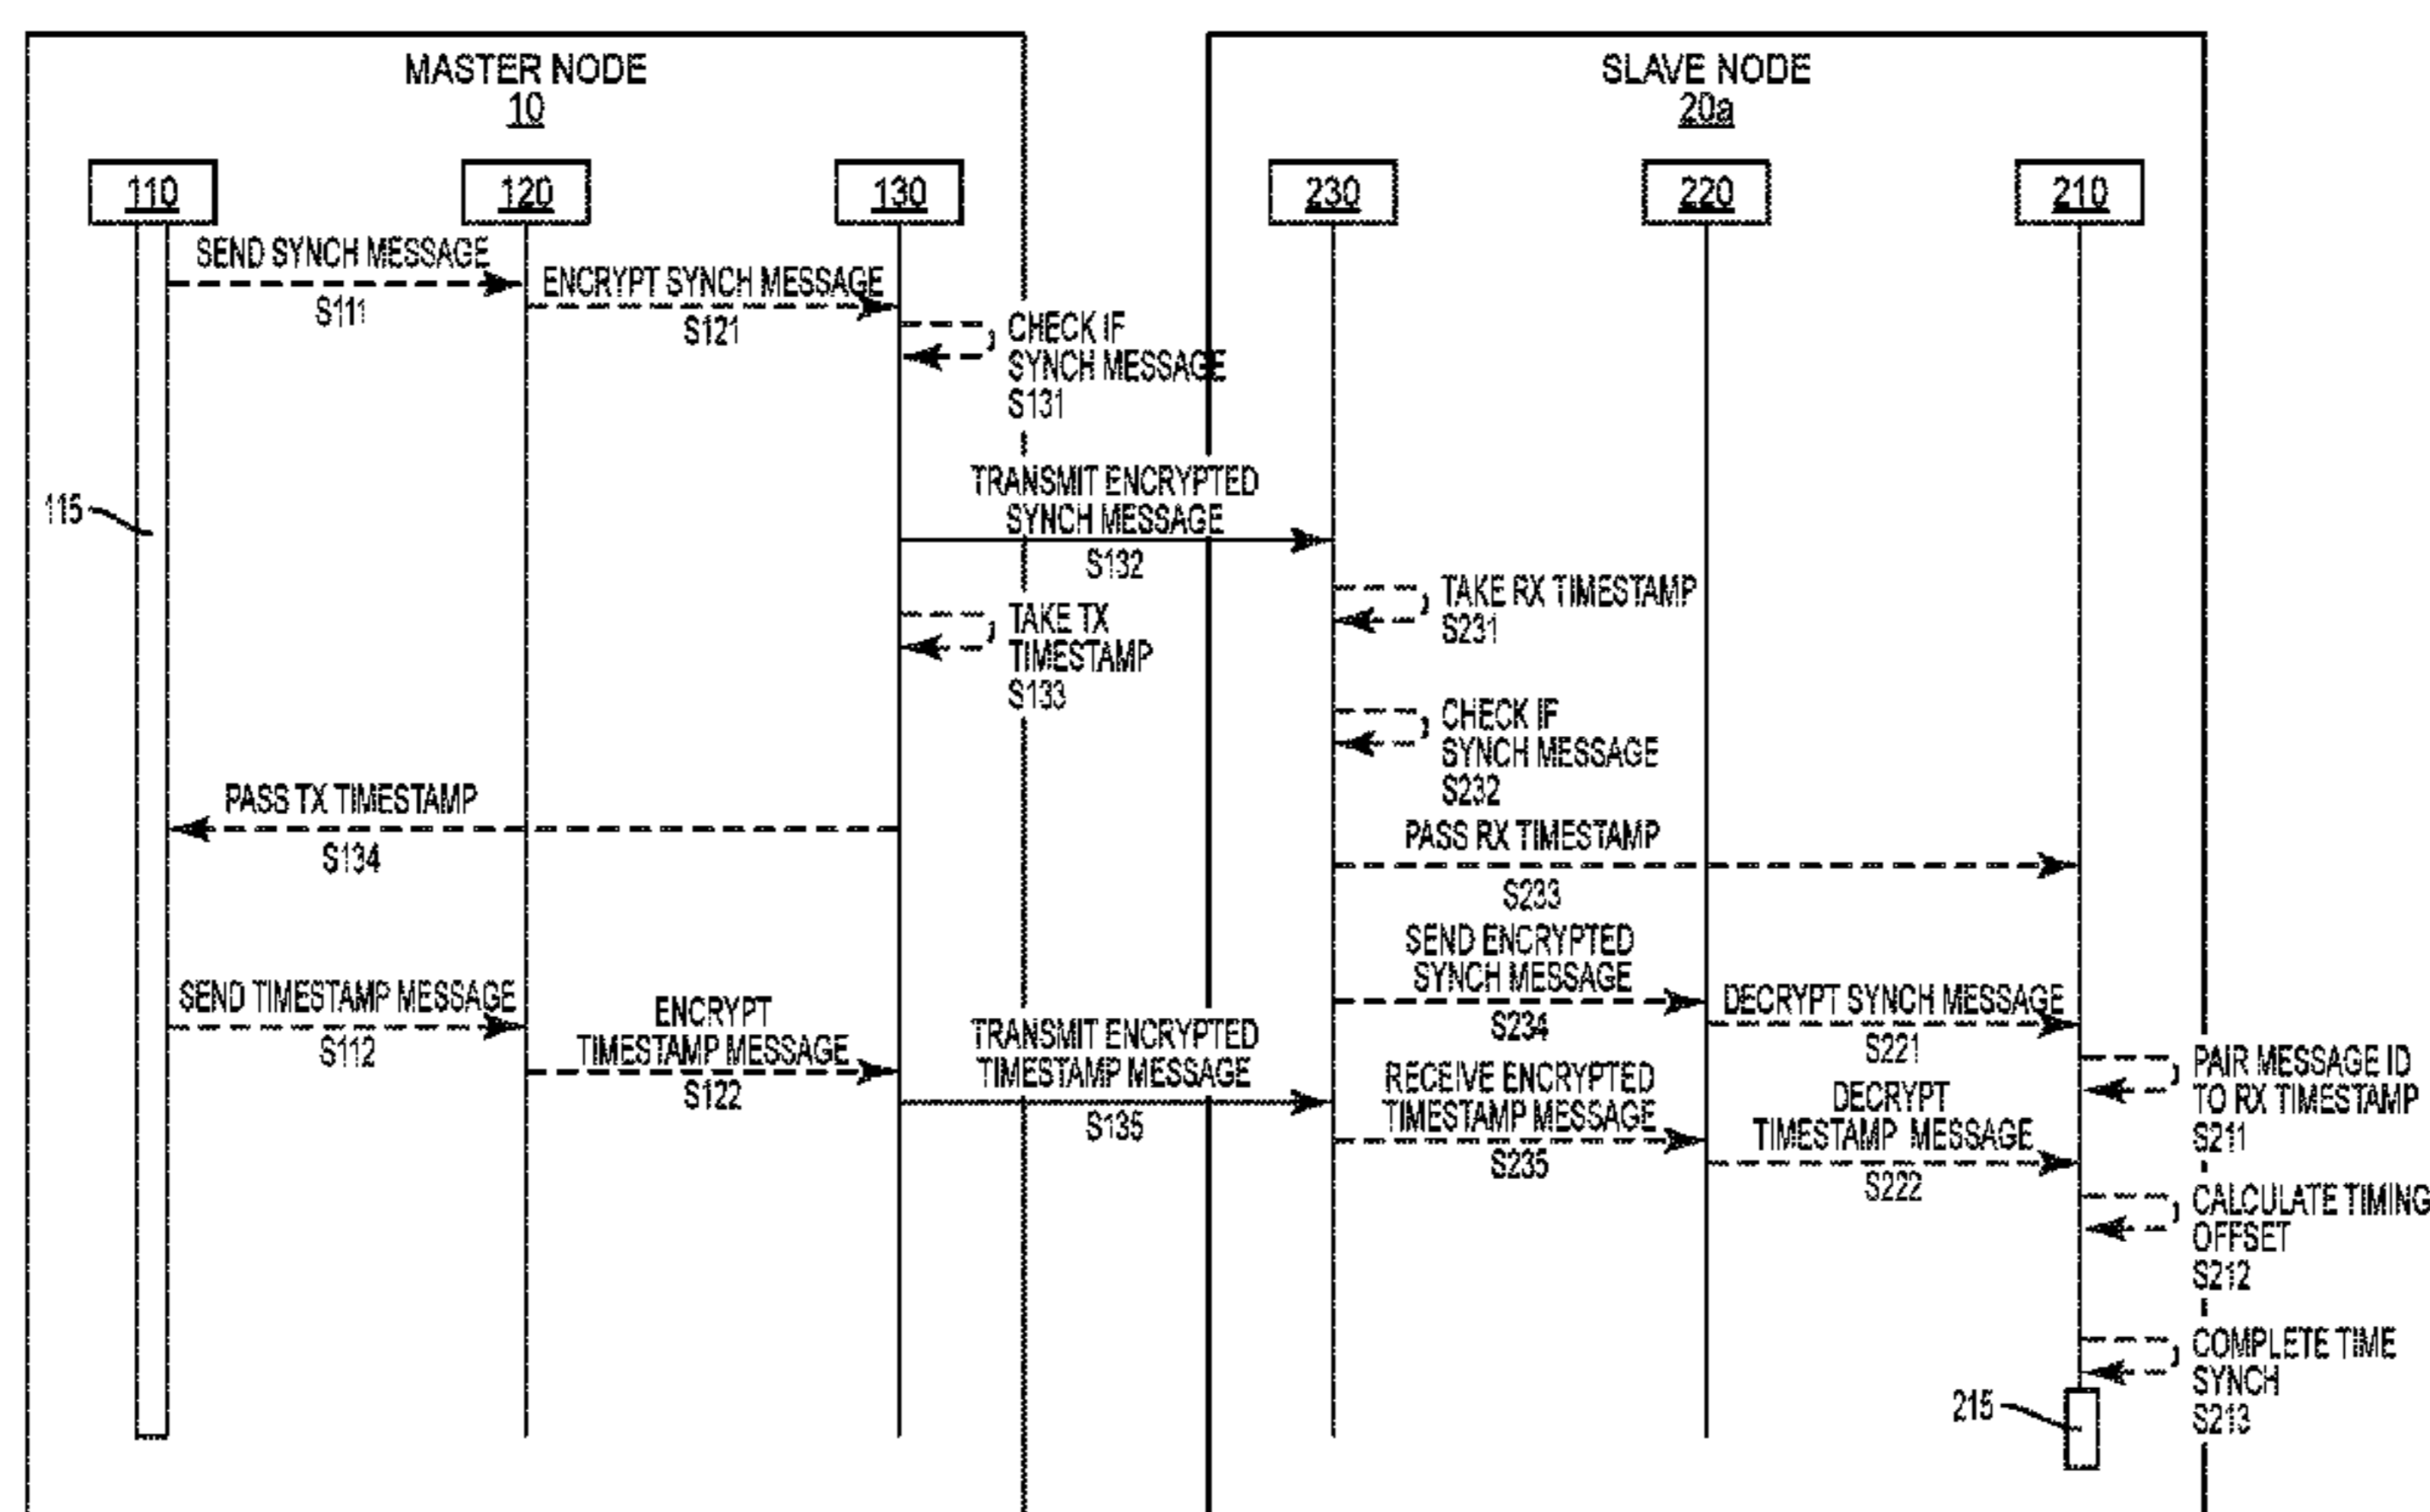 MASTER NODE
10
SLAVE NODE
20a
110
120
130
230
220
210
SEND SYNCH MESSAGE
S111
ENCRYPT SYNCH MESSAGE
S121
CHECK IF
SYNCH MESSAGE
S131
115
TRANSMIT ENCRYPTED
SYNCH MESSAGE
S132
TAKE RX TIMESTAMP
S231
TAKE TX
TIMESTAMP
S133
CHECK IF
SYNCH MESSAGE
S232
PASS TX TIMESTAMP
S134
PASS RX TIMESTAMP
S233
SEND ENCRYPTED
SYNCH MESSAGE
S234
SEND TIMESTAMP MESSAGE
S112
ENCRYPT
TIMESTAMP MESSAGE
S122
TRANSMIT ENCRYPTED
TIMESTAMP MESSAGE
S135
DECRYPT SYNCH MESSAGE
S221
RECEIVE ENCRYPTED
TIMESTAMP MESSAGE
S235
DECRYPT
TIMESTAMP MESSAGE
S222
PAIR MESSAGE ID
TO RX TIMESTAMP
S211
CALCULATE TIMING
OFFSET
S212
COMPLETE TIME
SYNCH
S213
215